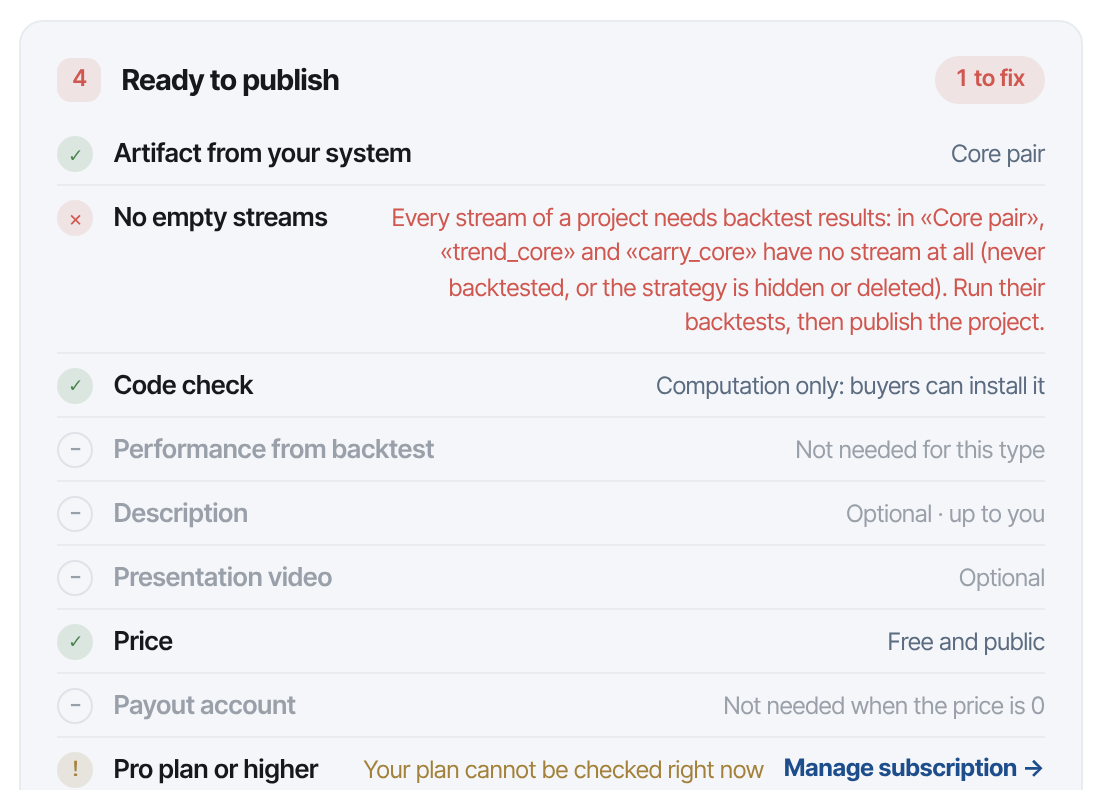 4 Ready to publish 1 to fix
✓ Artifact from your system Core pair
× No empty streams Every stream of a project needs backtest results: in «Core pair»,
«trend_core» and «carry_core» have no stream at all (never
backtested, or the strategy is hidden or deleted). Run their
backtests, then publish the project.
✓ Code check Computation only: buyers can install it
– Performance from backtest Not needed for this type
– Description Optional · up to you
– Presentation video Optional
✓ Price Free and public
– Payout account Not needed when the price is 0
! Pro plan or higher Your plan cannot be checked right now Manage subscription →